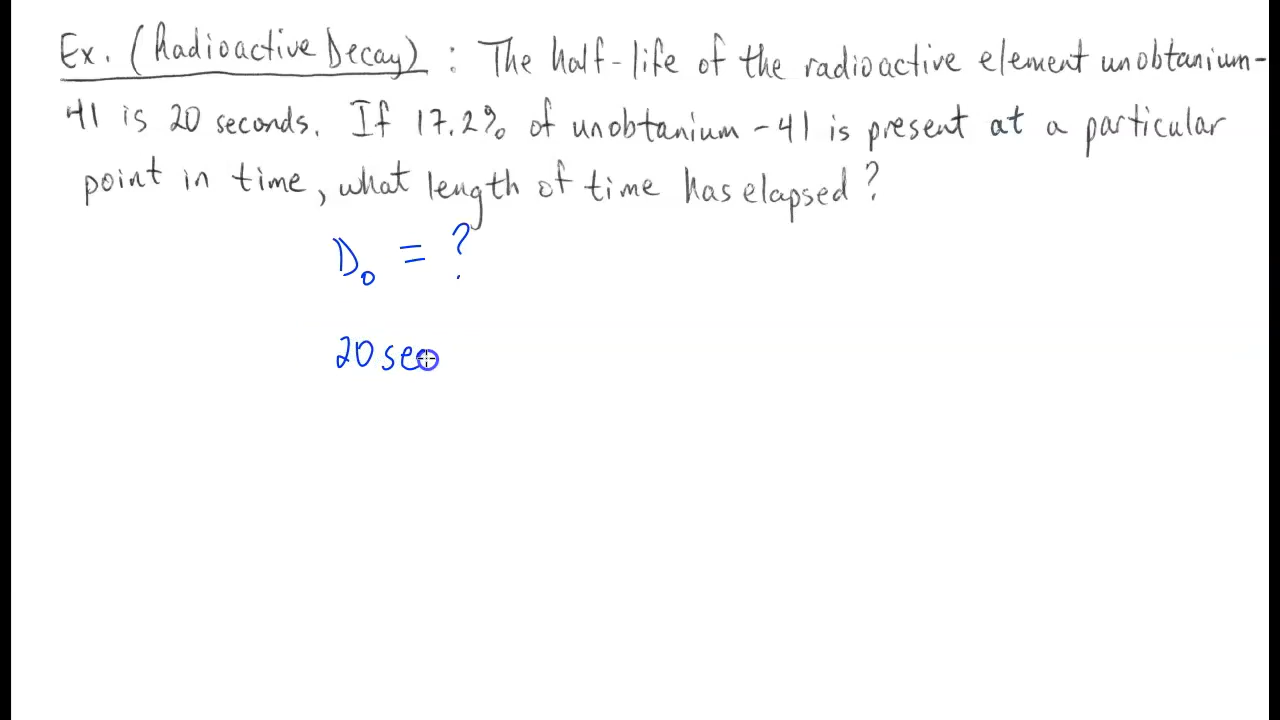 Ex. (Radioactive Decay) : The half-life of the radioactive element unobtanium-
41 is 20 seconds. If 17.2% of unobtanium-41 is present at a particular
point in time, what length of time has elapsed?
D₀ = ?
20 sec